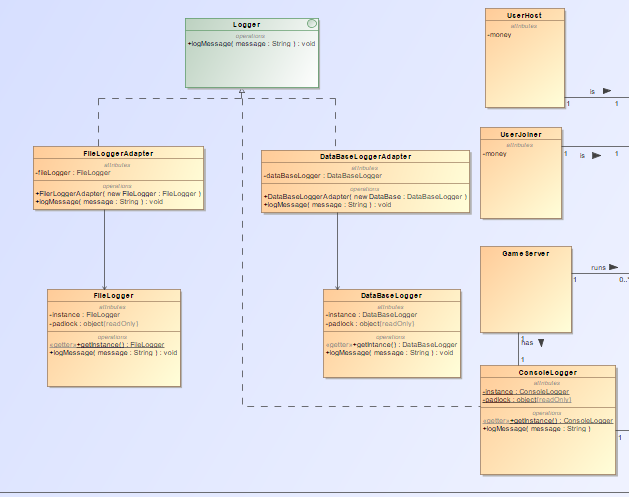 Logger
operations
+logMessage( message : String ) : void
UserHost
attributes
-money
is
1
1
FileLoggerAdapter
attributes
-fileLogger : FileLogger
operations
+FilerLoggerAdapter( new FileLogger : FileLogger )
+logMessage( message : String ) : void
DataBaseLoggerAdapter
attributes
-dataBaseLogger : DataBaseLogger
operations
+DataBaseLoggerAdapter( new DataBase : DataBaseLogger )
+logMessage( message : String ) : void
UserJoiner
attributes
-money
1
is
1
GameServer
runs
1
0..
1
has
1
FileLogger
attributes
-instance : FileLogger
-padlock : object{readOnly}
operations
«getter»+getInstance() : FileLogger
+logMessage( message : String ) : void
DataBaseLogger
attributes
-instance : DataBaseLogger
-padlock : object{readOnly}
operations
«getter»+getIntance() : DataBaseLogger
+logMessage( message : String ) : void
ConsoleLogger
attributes
-instance : ConsoleLogger
-padlock : object{readOnly}
operations
«getter»+getInstance() : ConsoleLogger
+logMessage( message : String )
1